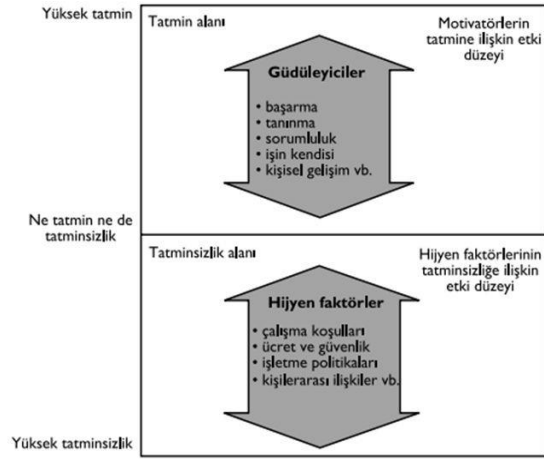 Yüksek tatmin
Tatmin alanı
Motivatörlerin
tatmine ilişkin etki
düzeyi
Güdüleyiciler
• başarma
• tanınma
• sorumluluk
• işin kendisi
• kişisel gelişim vb.
Ne tatmin ne de
tatminsizlik
Tatminsizlik alanı
Hijyen faktörlerinin
tatminsizliğe ilişkin
etki düzeyi
Hijyen faktörler
• çalışma koşulları
• ücret ve güvenlik
• işletme politikaları
• kişilerarası ilişkiler vb.
Yüksek tatminsizlik